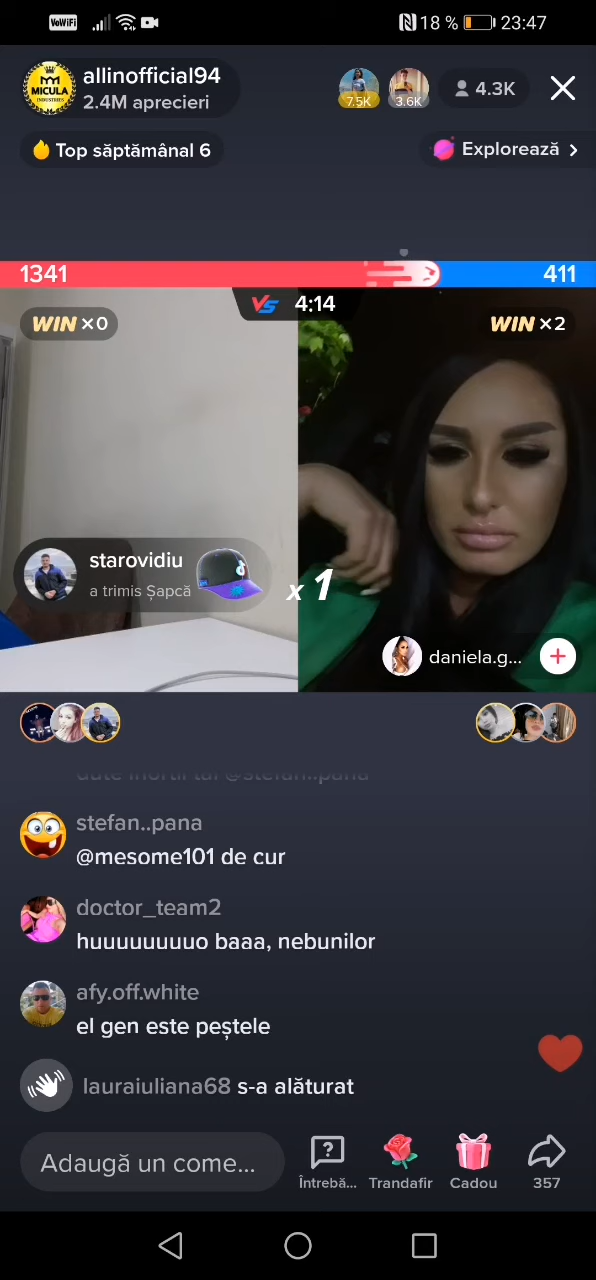 VoWiFi 18 % 23:47
MICULA
INDUSTRIES
allinofficial94
2.4M aprecieri
7.5K 3.6K 4.3K
Top săptămânal 6
Explorează
1341 411
VS 4:14
WIN ×0 WIN ×2
starovidiu
a trimis Șapcă
x 1
daniela.g...
stefan..pana
@mesome101 de cur
doctor_team2
huuuuuuuuo baaa, nebunilor
afy.off.white
el gen este peștele
lauraiuliana68 s-a alăturat
Adaugă un come...
Întrebă... Trandafir Cadou 357